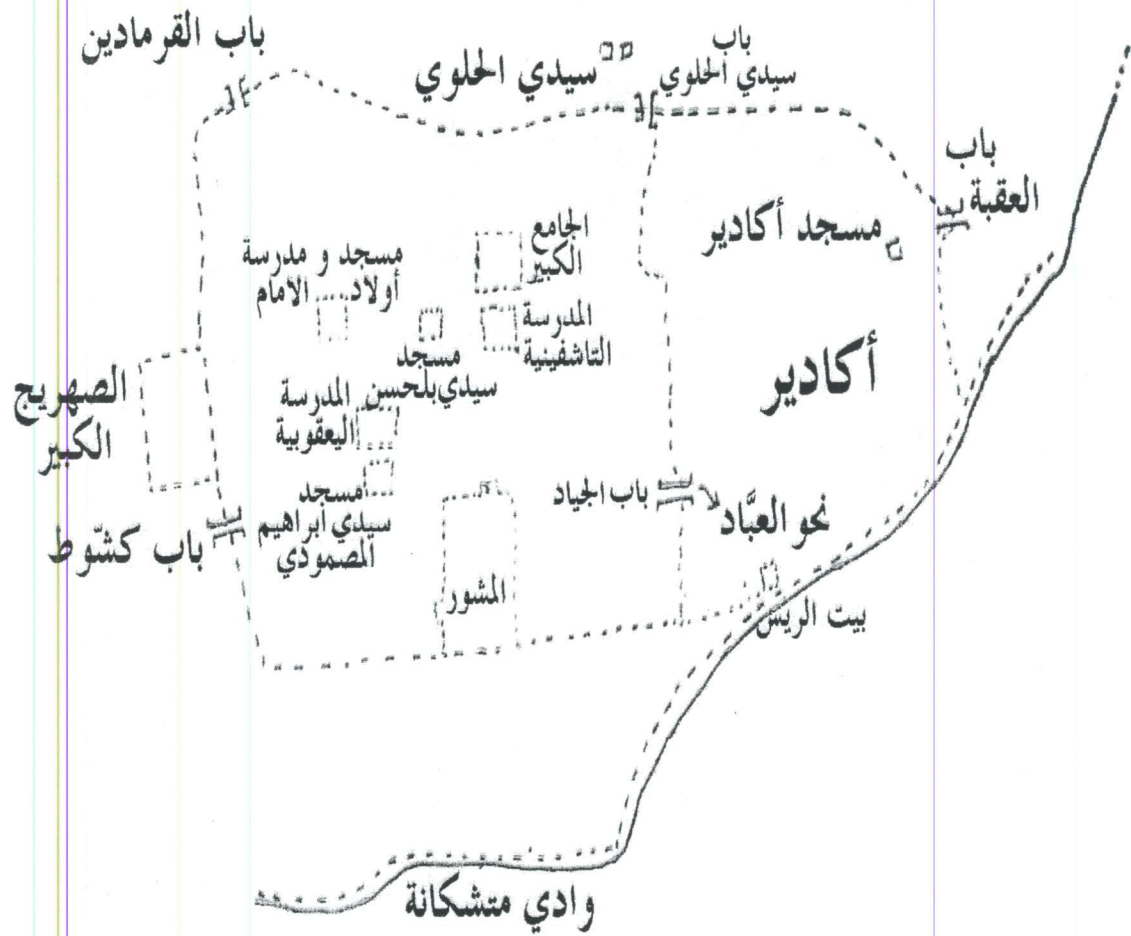 باب القرمادين
سيدي الحلوي
باب
سيدي الحلوي
باب
العقبة
مسجد أكادير
الجامع
الكبير
مسجد و مدرسة
أولاد الامام
المدرسة
التاشفينية
مسجد
سيدي بلحسن
أكادير
الصهريج
الكبير
المدرسة
اليعقوبية
مسجد
سيدي ابراهيم
المصمودي
باب الجياد
نحو العبَّاد
باب كشّوط
المشور
بيت الريش
وادي متشكانة